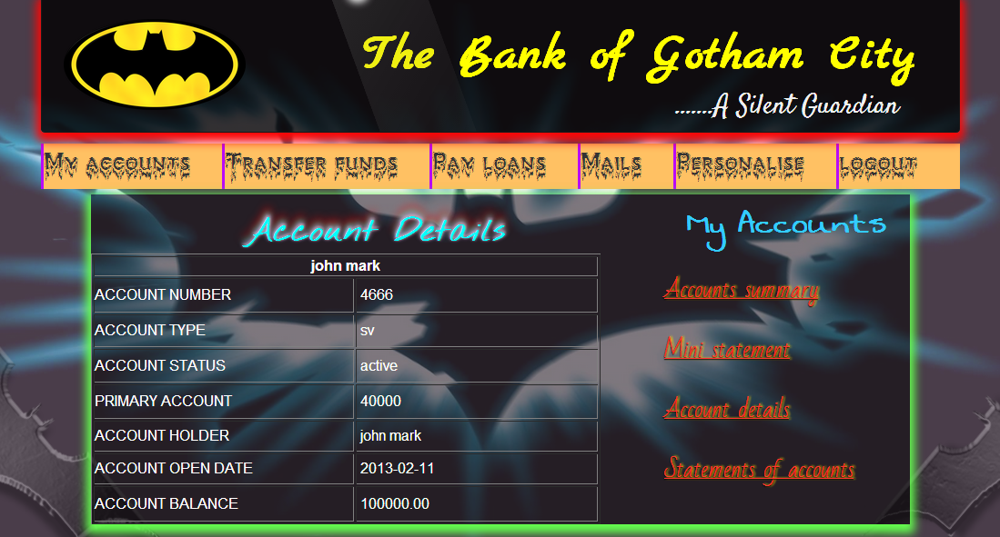 The Bank of Gotham City
.......A Silent Guardian
My accounts Transfer funds Pay loans Mails Personalise logout
Account Details
john mark
ACCOUNT NUMBER 4666
ACCOUNT TYPE sv
ACCOUNT STATUS active
PRIMARY ACCOUNT 40000
ACCOUNT HOLDER john mark
ACCOUNT OPEN DATE 2013-02-11
ACCOUNT BALANCE 100000.00
My Accounts
Accounts summary
Mini statement
Account details
Statements of accounts